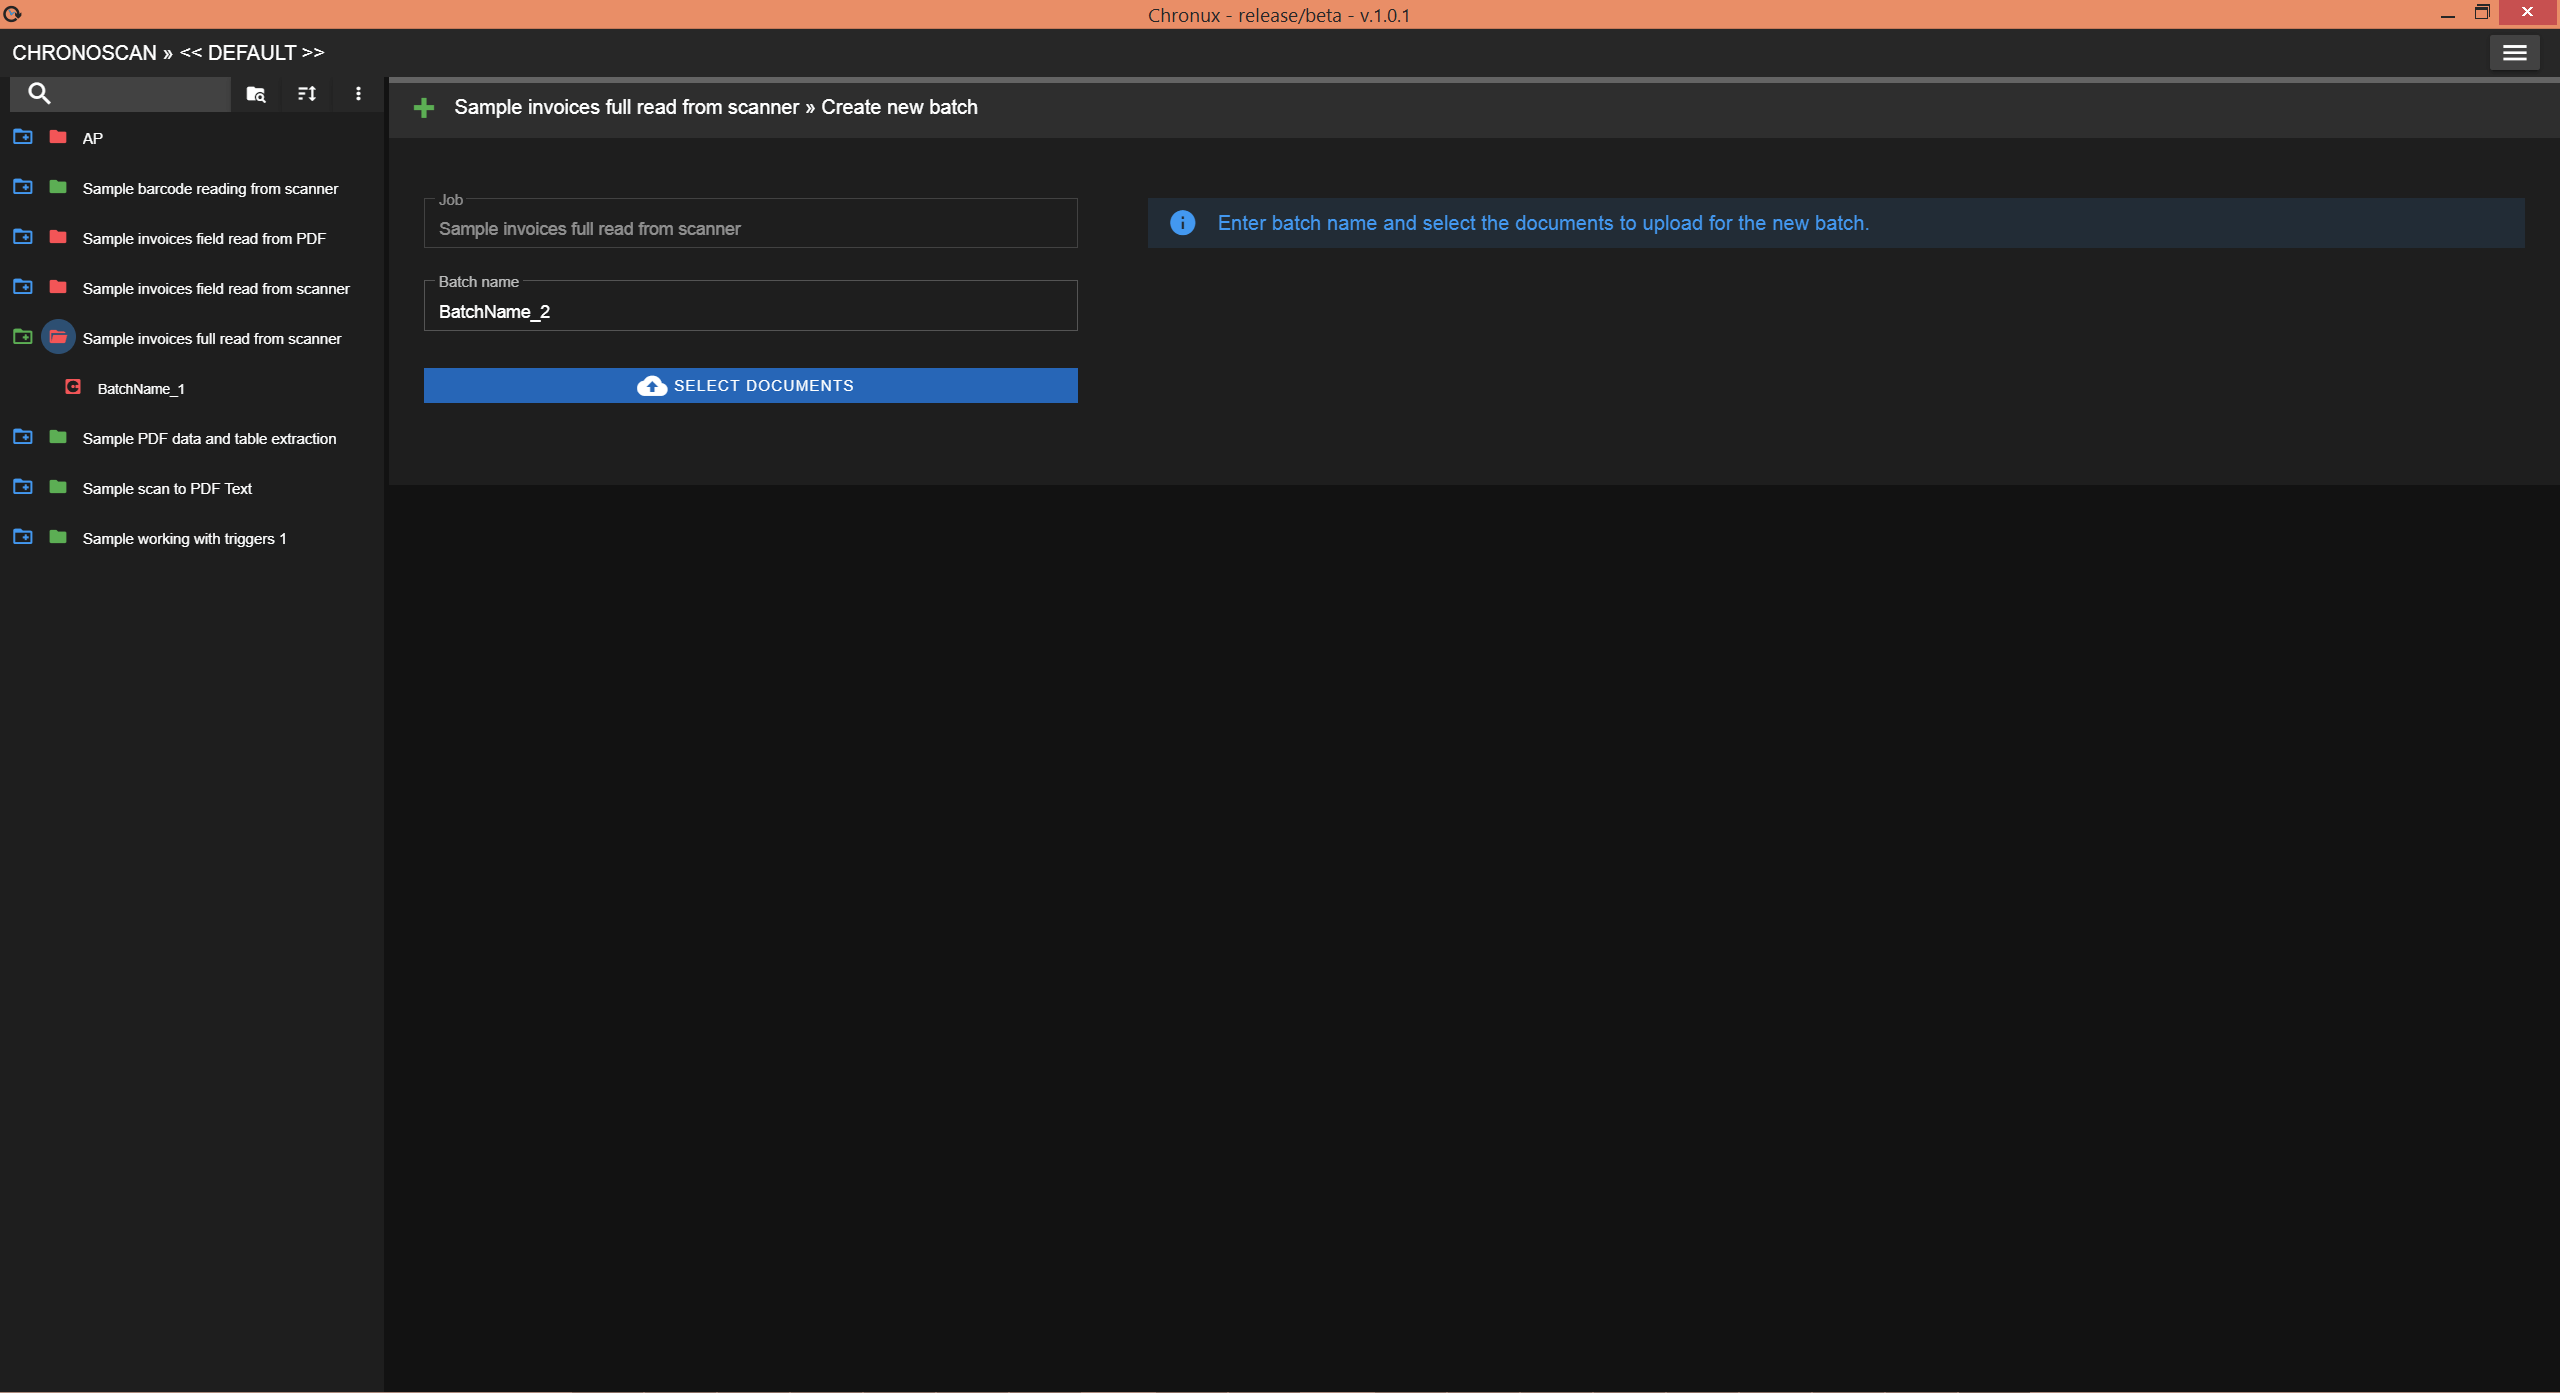 Chronux - release/beta - v.1.0.1
CHRONOSCAN » << DEFAULT >>
AP
Sample barcode reading from scanner
Sample invoices field read from PDF
Sample invoices field read from scanner
Sample invoices full read from scanner
BatchName_1
Sample PDF data and table extraction
Sample scan to PDF Text
Sample working with triggers 1
Sample invoices full read from scanner » Create new batch
Job
Sample invoices full read from scanner
Batch name
BatchName_2
SELECT DOCUMENTS
Enter batch name and select the documents to upload for the new batch.